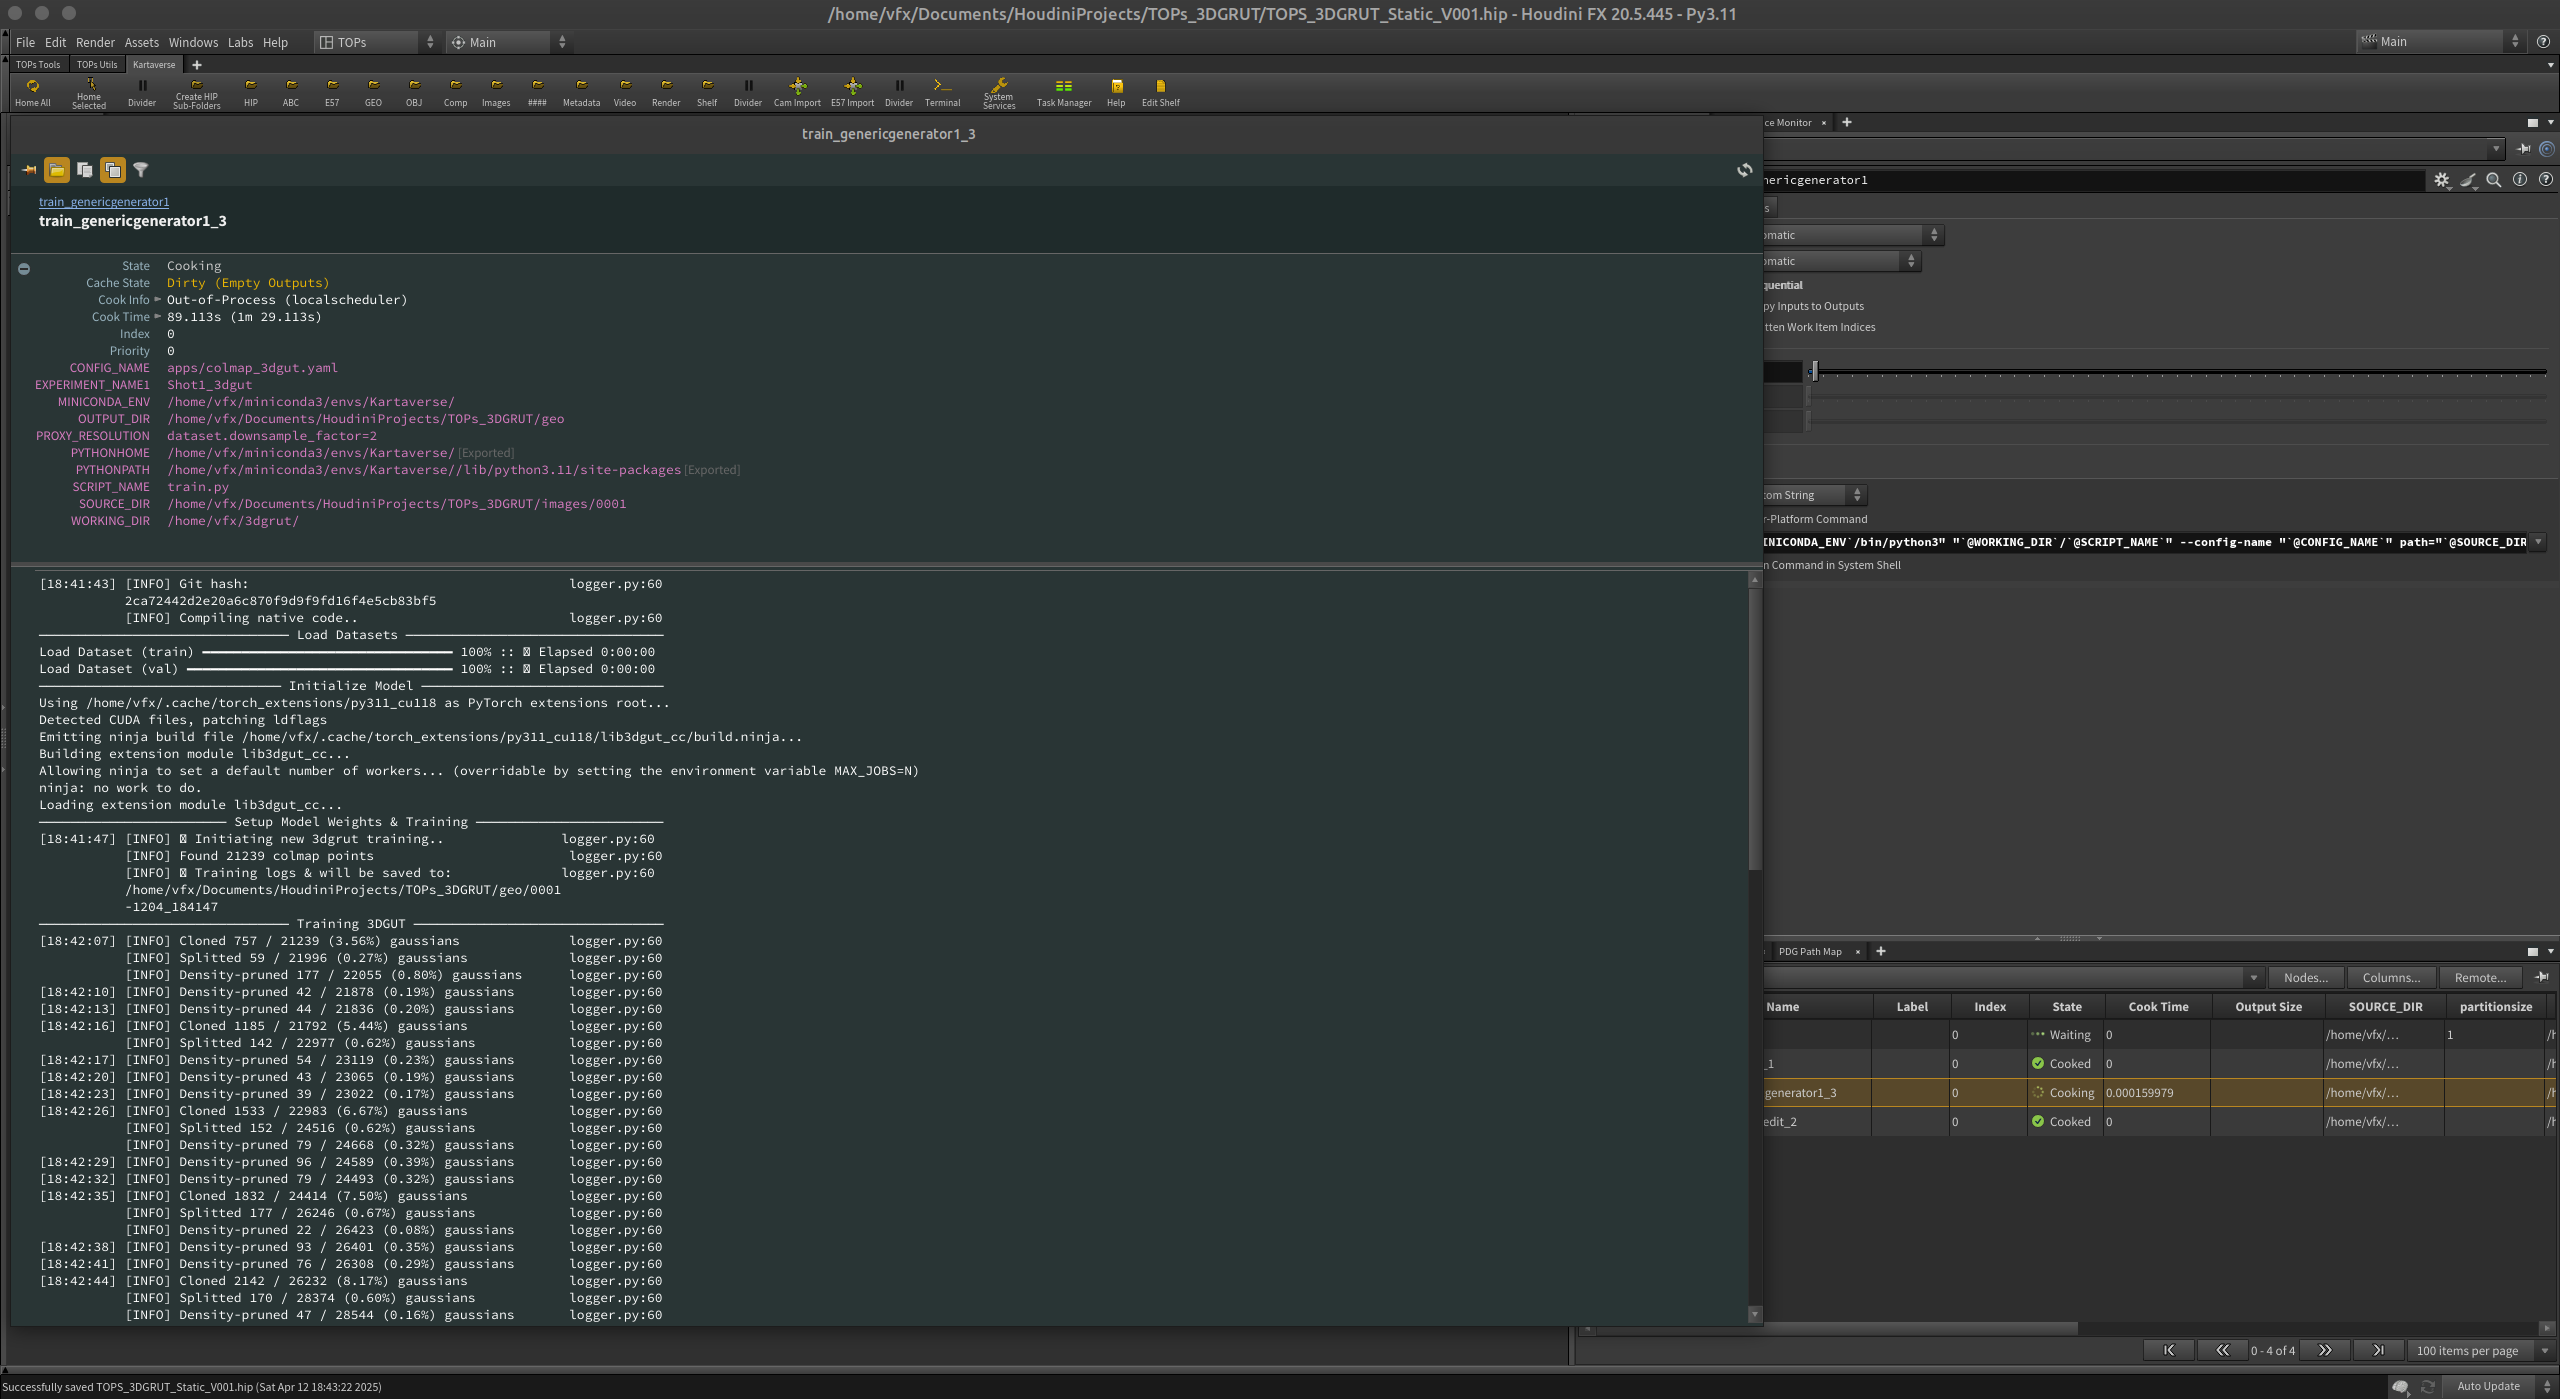 /home/vfx/Documents/HoudiniProjects/TOPs_3DGRUT/TOPS_3DGRUT_Static_V001.hip - Houdini FX 20.5.445 - Py3.11
File Edit Render Assets Windows Labs Help TOPs Main Main
TOPs Tools TOPs Utils Kartaverse
Home All Home Selected Divider Create HIP Sub-Folders HIP ABC E57 GEO OBJ Comp Images #### Metadata Video Render Shelf Divider Cam Import E57 Import Divider Terminal System Services Task Manager Help Edit Shelf
train_genericgenerator1_3
train_genericgenerator1
train_genericgenerator1_3
State Cooking
Cache State Dirty (Empty Outputs)
Cook Info Out-of-Process (localscheduler)
Cook Time 89.113s (1m 29.113s)
Index 0
Priority 0
CONFIG_NAME apps/colmap_3dgut.yaml
EXPERIMENT_NAME1 Shot1_3dgut
MINICONDA_ENV /home/vfx/miniconda3/envs/Kartaverse/
OUTPUT_DIR /home/vfx/Documents/HoudiniProjects/TOPs_3DGRUT/geo
PROXY_RESOLUTION dataset.downsample_factor=2
PYTHONHOME /home/vfx/miniconda3/envs/Kartaverse/ [Exported]
PYTHONPATH /home/vfx/miniconda3/envs/Kartaverse//lib/python3.11/site-packages [Exported]
SCRIPT_NAME train.py
SOURCE_DIR /home/vfx/Documents/HoudiniProjects/TOPs_3DGRUT/images/0001
WORKING_DIR /home/vfx/3dgrut/
[18:41:43] [INFO] Git hash: logger.py:60
2ca72442d2e20a6c870f9d9f9fd16f4e5cb83bf5
[INFO] Compiling native code.. logger.py:60
Load Datasets
Load Dataset (train) 100% :: Elapsed 0:00:00
Load Dataset (val) 100% :: Elapsed 0:00:00
Initialize Model
Using /home/vfx/.cache/torch_extensions/py311_cu118 as PyTorch extensions root...
Detected CUDA files, patching ldflags
Emitting ninja build file /home/vfx/.cache/torch_extensions/py311_cu118/lib3dgut_cc/build.ninja...
Building extension module lib3dgut_cc...
Allowing ninja to set a default number of workers... (overridable by setting the environment variable MAX_JOBS=N)
ninja: no work to do.
Loading extension module lib3dgut_cc...
Setup Model Weights & Training
[18:41:47] [INFO] Initiating new 3dgrut training.. logger.py:60
[INFO] Found 21239 colmap points logger.py:60
[INFO] Training logs & will be saved to: logger.py:60
/home/vfx/Documents/HoudiniProjects/TOPs_3DGRUT/geo/0001
-1204_184147
Training 3DGUT
[18:42:07] [INFO] Cloned 757 / 21239 (3.56%) gaussians logger.py:60
[INFO] Splitted 59 / 21996 (0.27%) gaussians logger.py:60
[INFO] Density-pruned 177 / 22055 (0.80%) gaussians logger.py:60
[18:42:10] [INFO] Density-pruned 42 / 21878 (0.19%) gaussians logger.py:60
[18:42:13] [INFO] Density-pruned 44 / 21836 (0.20%) gaussians logger.py:60
[18:42:16] [INFO] Cloned 1185 / 21792 (5.44%) gaussians logger.py:60
[INFO] Splitted 142 / 22977 (0.62%) gaussians logger.py:60
[18:42:17] [INFO] Density-pruned 54 / 23119 (0.23%) gaussians logger.py:60
[18:42:20] [INFO] Density-pruned 43 / 23065 (0.19%) gaussians logger.py:60
[18:42:23] [INFO] Density-pruned 39 / 23022 (0.17%) gaussians logger.py:60
[18:42:26] [INFO] Cloned 1533 / 22983 (6.67%) gaussians logger.py:60
[INFO] Splitted 152 / 24516 (0.62%) gaussians logger.py:60
[INFO] Density-pruned 79 / 24668 (0.32%) gaussians logger.py:60
[18:42:29] [INFO] Density-pruned 96 / 24589 (0.39%) gaussians logger.py:60
[18:42:32] [INFO] Density-pruned 79 / 24493 (0.32%) gaussians logger.py:60
[18:42:35] [INFO] Cloned 1832 / 24414 (7.50%) gaussians logger.py:60
[INFO] Splitted 177 / 26246 (0.67%) gaussians logger.py:60
[INFO] Density-pruned 22 / 26423 (0.08%) gaussians logger.py:60
[18:42:38] [INFO] Density-pruned 93 / 26401 (0.35%) gaussians logger.py:60
[18:42:41] [INFO] Density-pruned 76 / 26308 (0.29%) gaussians logger.py:60
[18:42:44] [INFO] Cloned 2142 / 26232 (8.17%) gaussians logger.py:60
[INFO] Splitted 170 / 28374 (0.60%) gaussians logger.py:60
[INFO] Density-pruned 47 / 28544 (0.16%) gaussians logger.py:60
ce Monitor
nericgenerator1
s
omatic
omatic
quential
py Inputs to Outputs
tten Work Item Indices
tom String
r-Platform Command
INICONDA_ENV`/bin/python3" "`@WORKING_DIR`/`@SCRIPT_NAME`" --config-name "`@CONFIG_NAME`" path="`@SOURCE_DIR
n Command in System Shell
PDG Path Map
Nodes... Columns... Remote...
Name Label Index State Cook Time Output Size SOURCE_DIR partitionsize
0 Waiting 0 /home/vfx/... 1 /h
_1 0 Cooked 0 /home/vfx/... /h
generator1_3 0 Cooking 0.000159979 /home/vfx/... /h
edit_2 0 Cooked 0 /home/vfx/... /h
0 - 4 of 4 100 items per page
Successfully saved TOPS_3DGRUT_Static_V001.hip (Sat Apr 12 18:43:22 2025) Auto Update